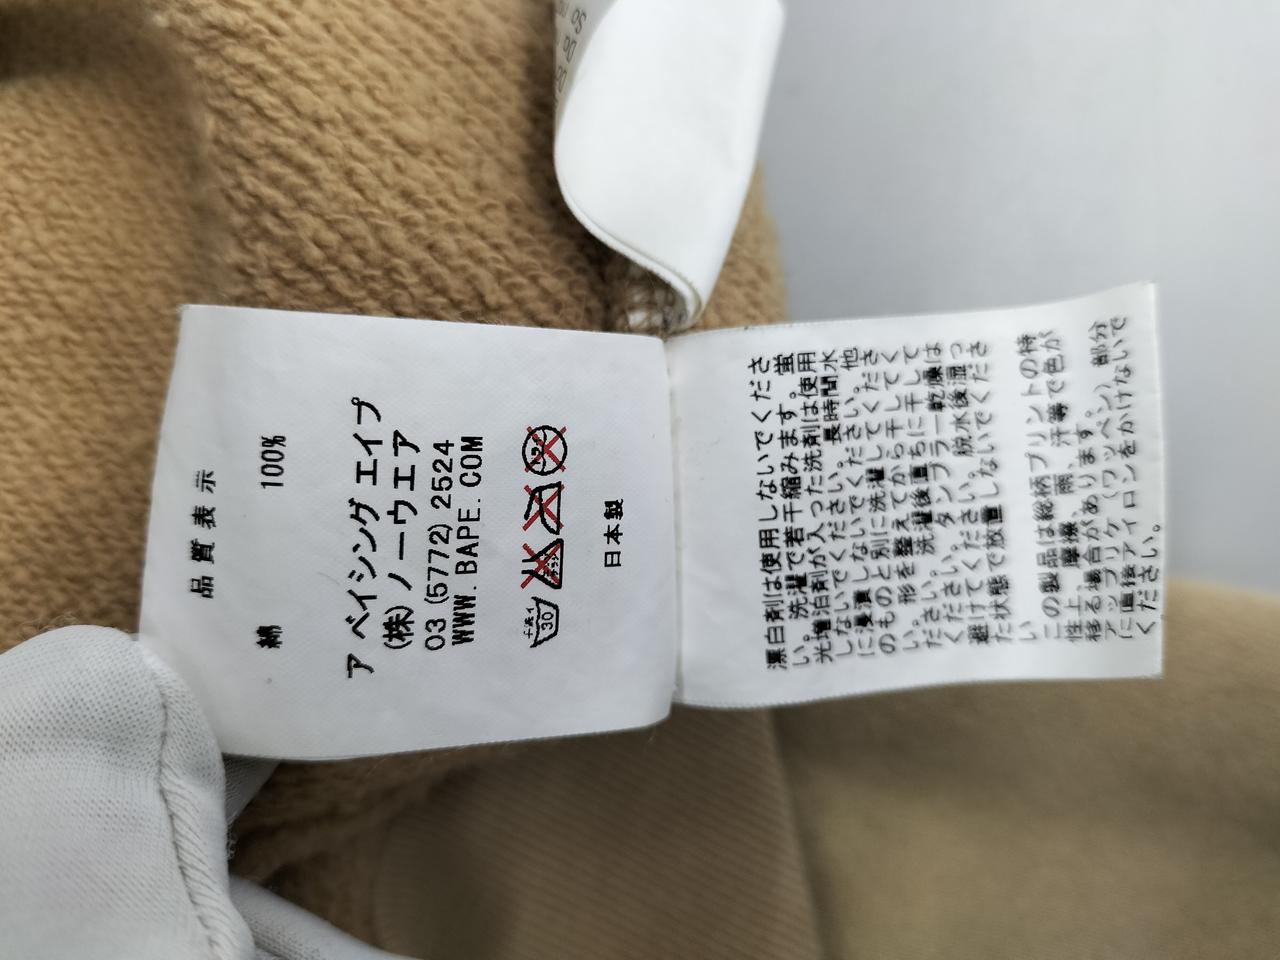 品質表示
綿 100%
ア ベイシング エイプ
(株) ノーウェア
03 (5772) 2524
WWW. BAPE. COM
30
日本製
漂白剤は使用しないでくださ
い。洗濯で若干縮みます。蛍
光増泊剤が入った洗剤は使用
しないでください。 長時間水
に浸漬しないでください。他
のものと別に洗濯してくださ
い。 形を整えてから干してく
ださい。 洗濯後直ちに干して
ください。 タンブラー乾燥は
避けてください。 脱水後湿っ
た状態で放置しないでくださ
い
この製品は総柄プリントの特
性上、摩擦、雨、汗等で色が
移る場合があります。
アップリケ (ワッペン) 部分
に直接アイロンをかけないで
ください。